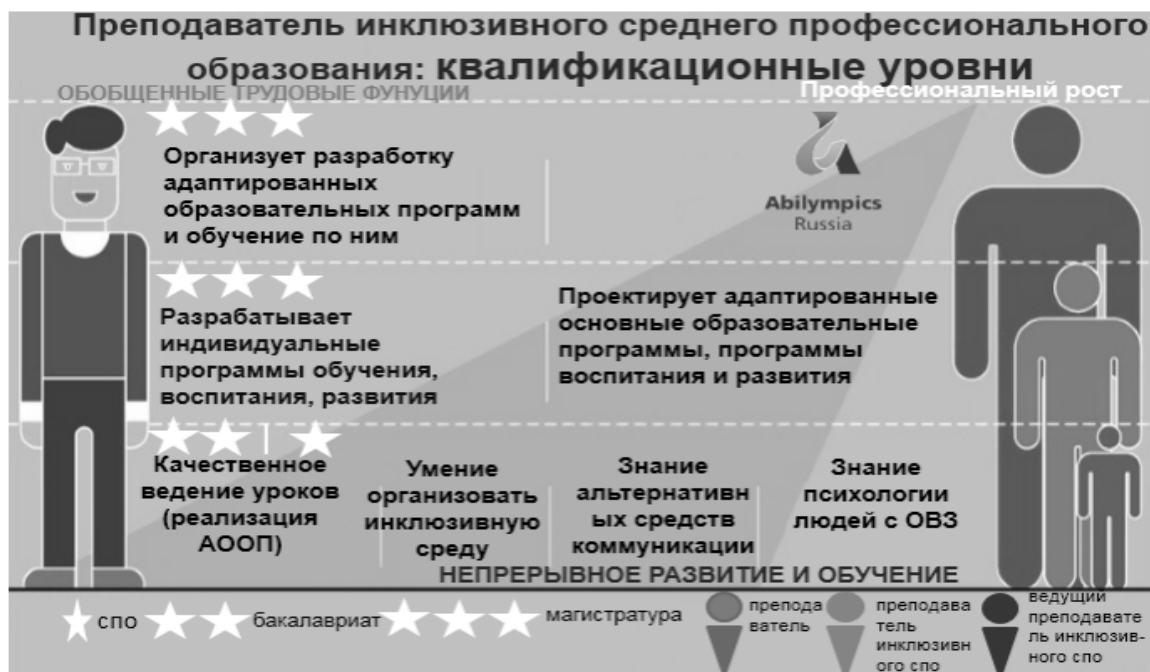 Преподаватель инклюзивного среднего профессионального
образования: квалификационные уровни
ОБОБЩЕННЫЕ ТРУДОВЫЕ ФУНУЦИИ
Профессиональный рост
Организует разработку
адаптированных
образовательных программ
и обучение по ним
Abilympics
Russia
Разрабатывает
индивидуальные
программы обучения,
воспитания, развития
Проектирует адаптированные
основные образовательные
программы, программы
воспитания и развития
Качественное
ведение уроков
(реализация
АООП)
Умение
организовать
инклюзивную
среду
Знание
альтернативн
ых средств
коммуникации
Знание
психологии
людей с ОВЗ
НЕПРЕРЫВНОЕ РАЗВИТИЕ И ОБУЧЕНИЕ
спо
бакалавриат
магистратура
препода
ватель
преподава
тель
инклюзивн
ого спо
ведущий
преподавате
ль инклюзив-
ного спо